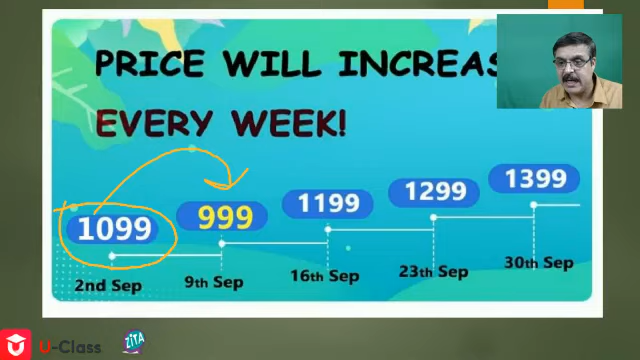 PRICE WILL INCREAS
EVERY WEEK!
1099 999 1199 1299 1399
2nd Sep 9th Sep 16th Sep 23th Sep 30th Sep
U-Class ZITA